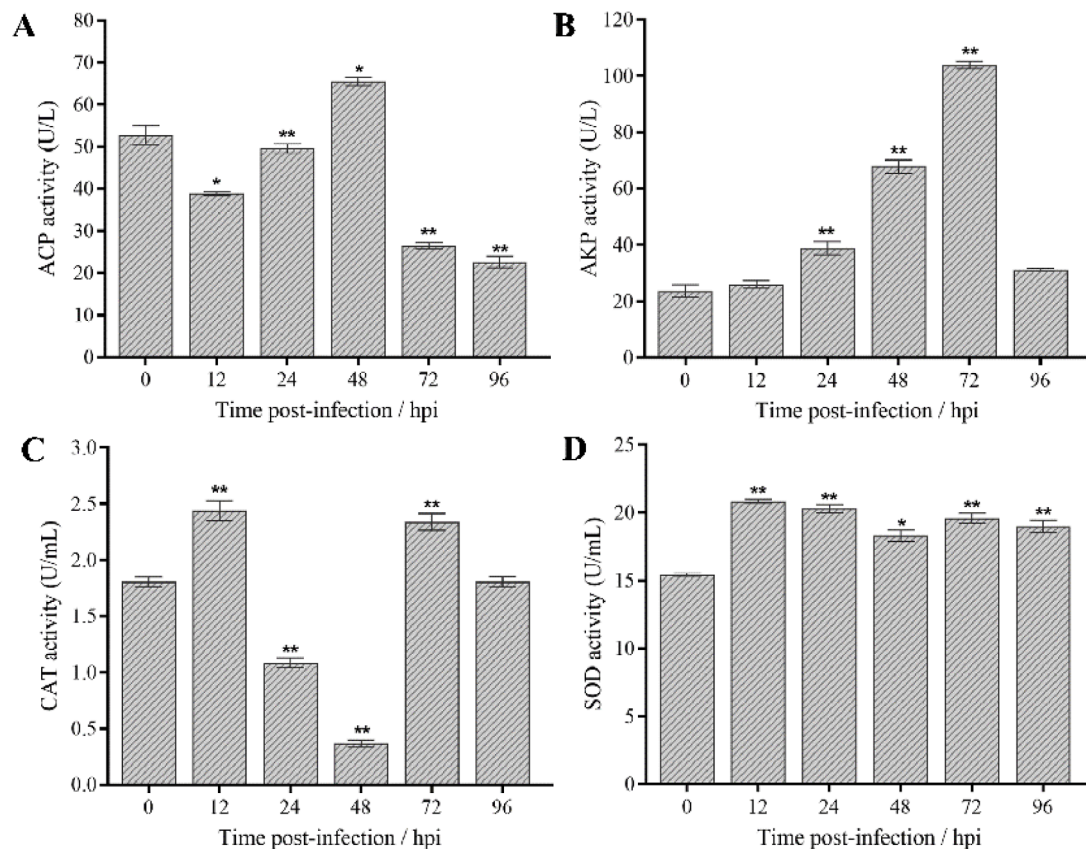 A
ACP activity (U/L)
80
70
60
50
40
30
20
10
0
*
**
*
**
**
0 12 24 48 72 96
Time post-infection / hpi
B
AKP activity (U/L)
120
100
80
60
40
20
0
**
**
**
0 12 24 48 72 96
Time post-infection / hpi
C
CAT activity (U/mL)
3.0
2.5
2.0
1.5
1.0
0.5
0.0
**
**
**
**
0 12 24 48 72 96
Time post-infection / hpi
D
SOD activity (U/mL)
25
20
15
10
5
0
**
**
*
**
**
0 12 24 48 72 96
Time post-infection / hpi